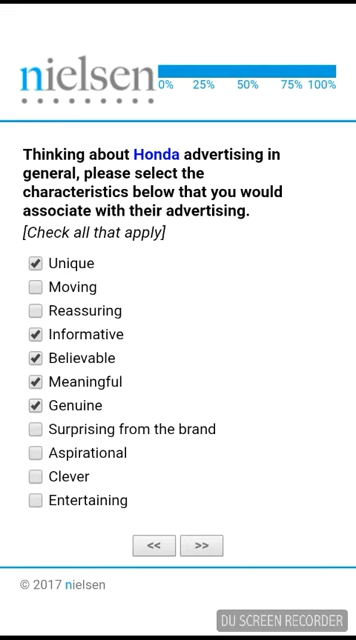 nielsen
0% 25% 50% 75% 100%
Thinking about Honda advertising in
general, please select the
characteristics below that you would
associate with their advertising.
[Check all that apply]
Unique
Moving
Reassuring
Informative
Believable
Meaningful
Genuine
Surprising from the brand
Aspirational
Clever
Entertaining
<< >>
© 2017 nielsen
DU SCREEN RECORDER